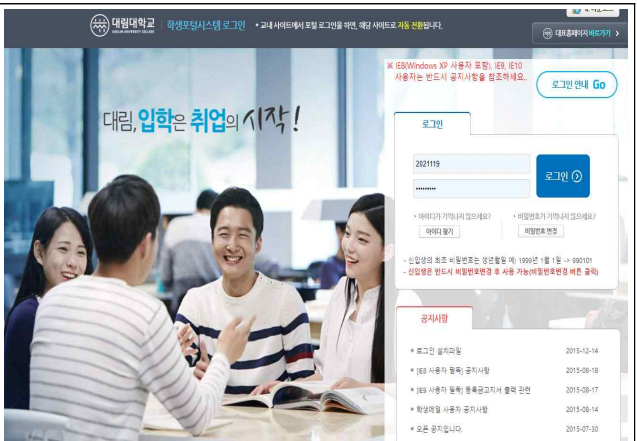 대림대학교 학생포털시스템 로그인 • 교내 사이트에서 포털 로그인을 하면, 해당 사이트로 자동 전환됩니다.
대표홈페이지 바로가기 >
※ IE8(Windows XP 사용자 포함), IE9, IE10
사용자는 반드시 공지사항을 참조하세요..
로그인 안내 Go
대림, 입학은 취업의 시작!
로그인
2021119
•••••••••
로그인
아이디가 기억나지 않으세요?
아이디 찾기
비밀번호가 기억나지 않으세요?
비밀번호 변경
- 신입생의 최초 비밀번호는 생년월일 예) 1999년 1월 1일 -> 990101
- 신입생은 반드시 비밀번호변경 후 사용 가능(비밀번호변경 버튼 클릭)
공지사항
로그인 설치파일 2015-12-14
[IE8 사용자 필독] 공지사항 2015-08-18
[IE9 사용자 필독] 등록금고지서 출력 관련 2015-08-17
학생메일 사용자 공지사항 2015-08-14
오픈 공지입니다. 2015-07-30